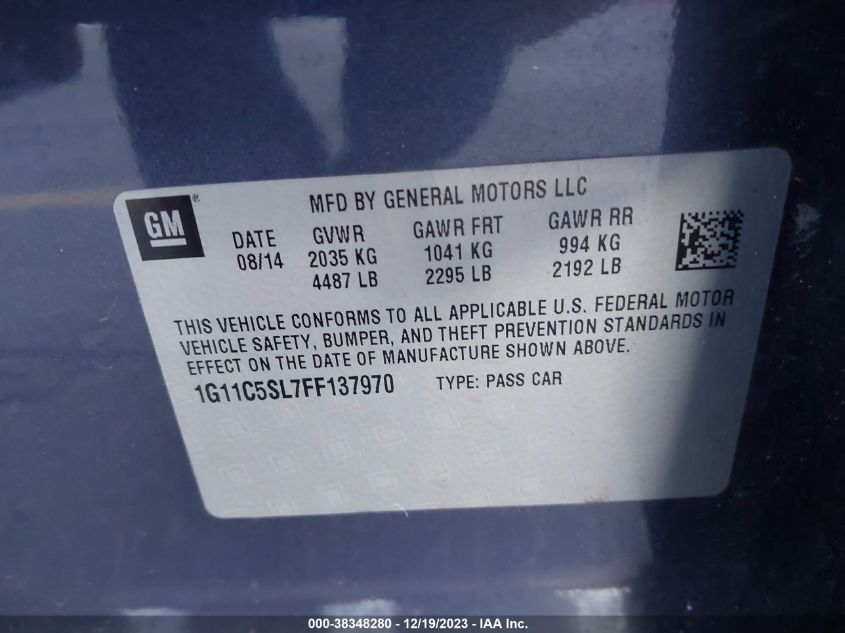 GM®
MFD BY GENERAL MOTORS LLC
DATE GVWR GAWR FRT GAWR RR
08/14 2035 KG 1041 KG 994 KG
4487 LB 2295 LB 2192 LB
THIS VEHICLE CONFORMS TO ALL APPLICABLE U.S. FEDERAL MOTOR
VEHICLE SAFETY, BUMPER, AND THEFT PREVENTION STANDARDS IN
EFFECT ON THE DATE OF MANUFACTURE SHOWN ABOVE.
1G11C5SL7FF137970 TYPE: PASS CAR
000-38348280 - 12/19/2023 - IAA Inc.